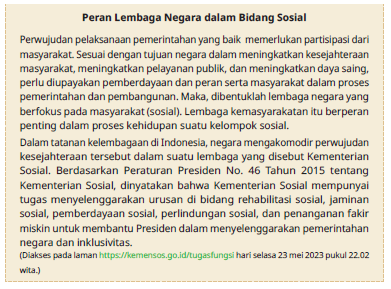 Peran Lembaga Negara dalam Bidang Sosial
Perwujudan pelaksanaan pemerintahan yang baik memerlukan partisipasi dari
masyarakat. Sesuai dengan tujuan negara dalam meningkatkan kesejahteraan
masyarakat, meningkatkan pelayanan publik, dan meningkatkan daya saing,
perlu diupayakan pemberdayaan dan peran serta masyarakat dalam proses
pemerintahan dan pembangunan. Maka, dibentuklah lembaga negara yang
berfokus pada masyarakat (sosial). Lembaga kemasyarakatan itu berperan
penting dalam proses kehidupan suatu kelompok sosial.
Dalam tatanan kelembagaan di Indonesia, negara mengakomodir perwujudan
kesejahteraan tersebut dalam suatu lembaga yang disebut Kementerian
Sosial. Berdasarkan Peraturan Presiden No. 46 Tahun 2015 tentang
Kementerian Sosial, dinyatakan bahwa Kementerian Sosial mempunyai
tugas menyelenggarakan urusan di bidang rehabilitasi sosial, jaminan
sosial, pemberdayaan sosial, perlindungan sosial, dan penanganan fakir
miskin untuk membantu Presiden dalam menyelenggarakan pemerintahan
negara dan inklusivitas.
(Diakses pada laman https://kemensos.go.id/tugasfungsi hari selasa 23 mei 2023 pukul 22.02
wita.)